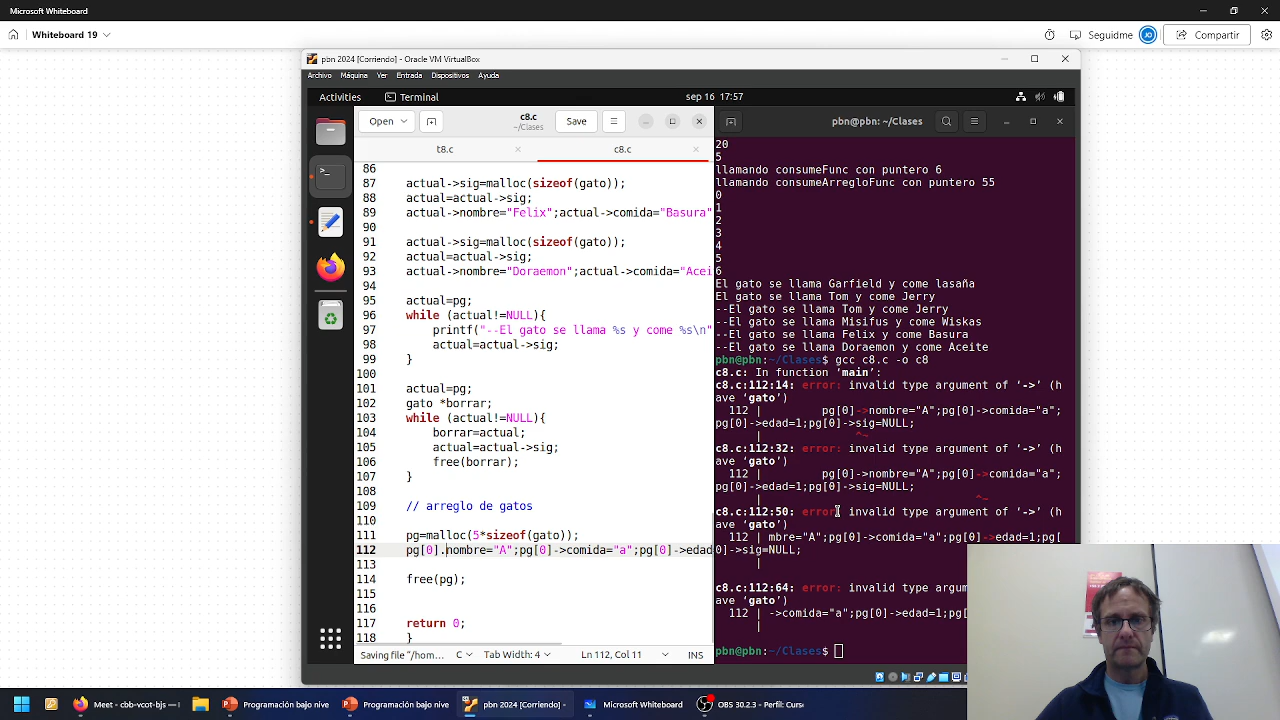 Microsoft Whiteboard
Whiteboard 19
Seguidme
JO
Compartir
pbn 2024 [Corriendo] - Oracle VM VirtualBox
Archivo Máquina Ver Entrada Dispositivos Ayuda
Activities Terminal sep 16 17:57
Open c8.c Save
~/Clases
t8.c c8.c
86
87 actual->sig=malloc(sizeof(gato));
88 actual=actual->sig;
89 actual->nombre="Felix";actual->comida="Basura"
90
91 actual->sig=malloc(sizeof(gato));
92 actual=actual->sig;
93 actual->nombre="Doraemon";actual->comida="Acei
94
95 actual=pg;
96 while (actual!=NULL){
97 printf("--El gato se llama %s y come %s\n"
98 actual=actual->sig;
99 }
100
101 actual=pg;
102 gato *borrar;
103 while (actual!=NULL){
104 borrar=actual;
105 actual=actual->sig;
106 free(borrar);
107 }
108
109 // arreglo de gatos
110
111 pg=malloc(5*sizeof(gato));
112 pg[0].nombre="A";pg[0]->comida="a";pg[0]->edad
113
114 free(pg);
115
116
117 return 0;
118 }
Saving file “/hom… C Tab Width: 4 Ln 112, Col 11 INS
pbn@pbn: ~/Clases
20
5
llamando consumeFunc con puntero 6
llamando consumeArregloFunc con puntero 55
0
1
2
3
4
5
6
El gato se llama Garfield y come lasaña
El gato se llama Tom y come Jerry
--El gato se llama Tom y come Jerry
--El gato se llama Misifus y come Wiskas
--El gato se llama Felix y come Basura
--El gato se llama Doraemon y come Aceite
pbn@pbn:~/Clases$ gcc c8.c -o c8
c8.c: In function ‘main’:
c8.c:112:14: error: invalid type argument of ‘->’ (h
ave ‘gato’)
112 | pg[0]->nombre="A";pg[0]->comida="a";
pg[0]->edad=1;pg[0]->sig=NULL;
| ^~
c8.c:112:32: error: invalid type argument of ‘->’ (h
ave ‘gato’)
112 | pg[0]->nombre="A";pg[0]->comida="a";
pg[0]->edad=1;pg[0]->sig=NULL;
| ^~
c8.c:112:50: error: invalid type argument of ‘->’ (h
ave ‘gato’)
112 | mbre="A";pg[0]->comida="a";pg[0]->edad=1;pg[
0]->sig=NULL;
|
c8.c:112:64: error: invalid type argum
ave ‘gato’)
112 | ->comida="a";pg[0]->edad=1;pg[
|
pbn@pbn:~/Clases$
Meet - cbb-vcot-bjs — Programación bajo nive Programación bajo nive pbn 2024 [Corriendo] - Microsoft Whiteboard OBS 30.2.3 - Perfil: Curso